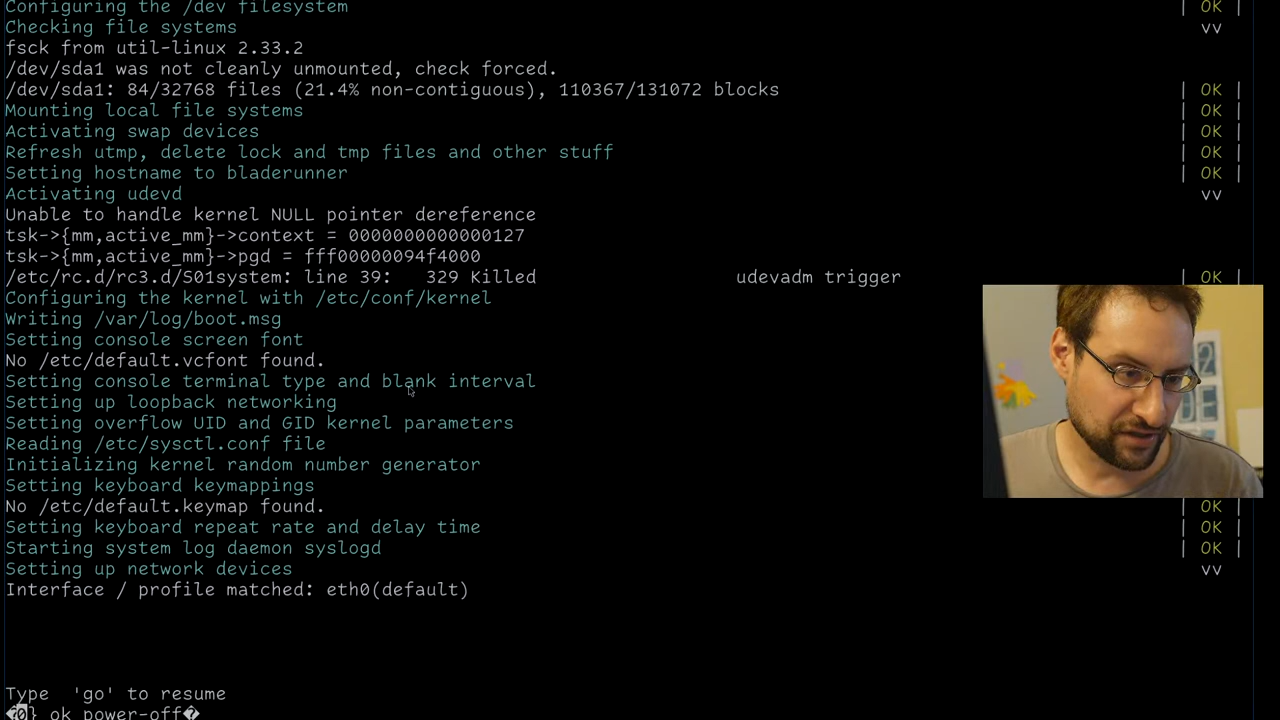 Configuring the /dev filesystem | OK |
Checking file systems vv
fsck from util-linux 2.33.2
/dev/sda1 was not cleanly unmounted, check forced.
/dev/sda1: 84/32768 files (21.4% non-contiguous), 110367/131072 blocks | OK |
Mounting local file systems | OK |
Activating swap devices | OK |
Refresh utmp, delete lock and tmp files and other stuff | OK |
Setting hostname to bladerunner | OK |
Activating udevd vv
Unable to handle kernel NULL pointer dereference
tsk->{mm,active_mm}->context = 0000000000000127
tsk->{mm,active_mm}->pgd = fff00000094f4000
/etc/rc.d/rc3.d/S01system: line 39:   329 Killed                  udevadm trigger | OK |
Configuring the kernel with /etc/conf/kernel
Writing /var/log/boot.msg
Setting console screen font
No /etc/default.vcfont found.
Setting console terminal type and blank interval
Setting up loopback networking
Setting overflow UID and GID kernel parameters
Reading /etc/sysctl.conf file
Initializing kernel random number generator
Setting keyboard keymappings
No /etc/default.keymap found. | OK |
Setting keyboard repeat rate and delay time | OK |
Starting system log daemon syslogd | OK |
Setting up network devices vv
Interface / profile matched: eth0(default)
Type  'go' to resume
�0} ok power-off�